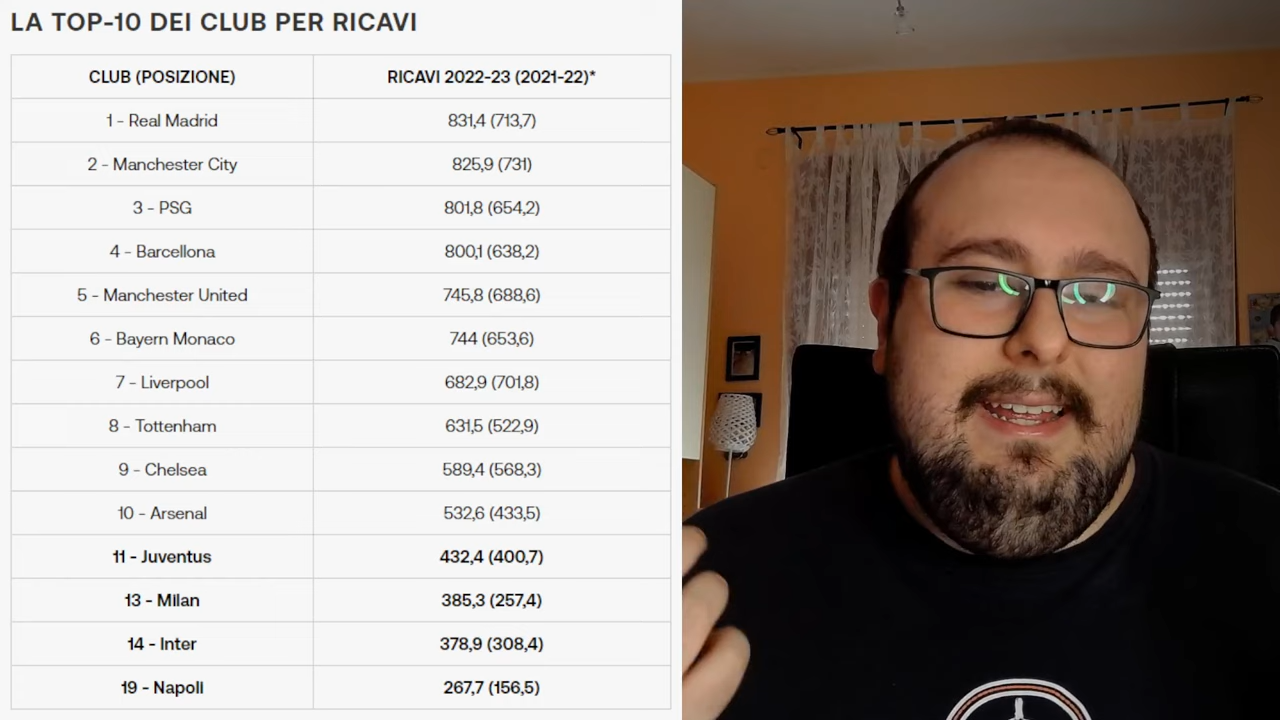 LA TOP-10 DEI CLUB PER RICAVI
CLUB (POSIZIONE) RICAVI 2022-23 (2021-22)*
1 - Real Madrid 831,4 (713,7)
2 - Manchester City 825,9 (731)
3 - PSG 801,8 (654,2)
4 - Barcellona 800,1 (638,2)
5 - Manchester United 745,8 (688,6)
6 - Bayern Monaco 744 (653,6)
7 - Liverpool 682,9 (701,8)
8 - Tottenham 631,5 (522,9)
9 - Chelsea 589,4 (568,3)
10 - Arsenal 532,6 (433,5)
11 - Juventus 432,4 (400,7)
13 - Milan 385,3 (257,4)
14 - Inter 378,9 (308,4)
19 - Napoli 267,7 (156,5)